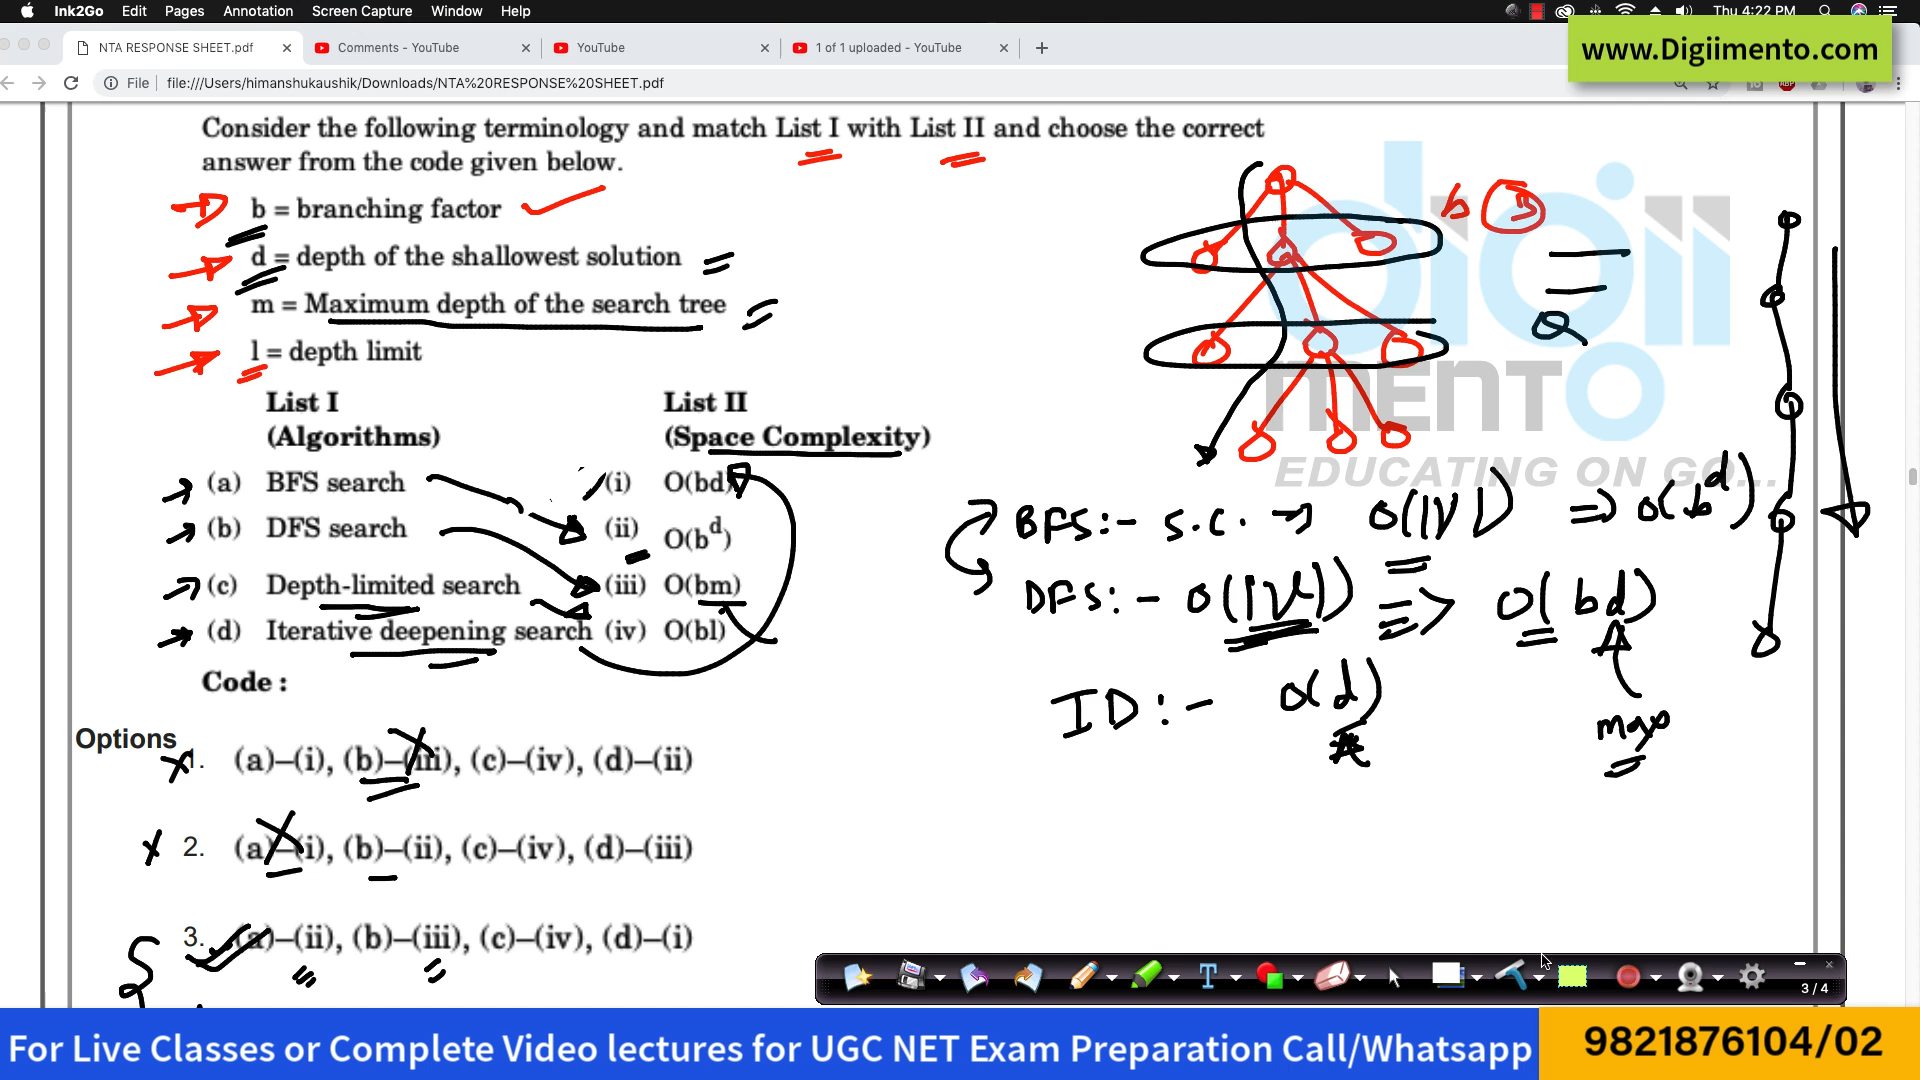 Ink2Go Edit Pages Annotation Screen Capture Window Help Thu 4:22 PM
NTA RESPONSE SHEET.pdf Comments - YouTube YouTube 1 of 1 uploaded - YouTube
www.Digiimento.com
File file:///Users/himanshukaushik/Downloads/NTA%20RESPONSE%20SHEET.pdf
Consider the following terminology and match List I with List II and choose the correct
answer from the code given below.
b = branching factor
d = depth of the shallowest solution
m = Maximum depth of the search tree
l = depth limit
List I List II
(Algorithms) (Space Complexity)
(a) BFS search (i) O(bd)
(b) DFS search (ii) O(b^d)
(c) Depth-limited search (iii) O(bm)
(d) Iterative deepening search (iv) O(bl)
Code :
Options
1. (a)–(i), (b)–(iii), (c)–(iv), (d)–(ii)
2. (a)–(i), (b)–(ii), (c)–(iv), (d)–(iii)
3. (a)–(ii), (b)–(iii), (c)–(iv), (d)–(i)
b 3
digii
MENTO
EDUCATING ON GO...
BFS:- S.C. → O(|V|) => O(b^d)
DFS:- O(|V|) => O(bd)
ID:- O(d)
max
3 / 4
For Live Classes or Complete Video lectures for UGC NET Exam Preparation Call/Whatsapp
9821876104/02